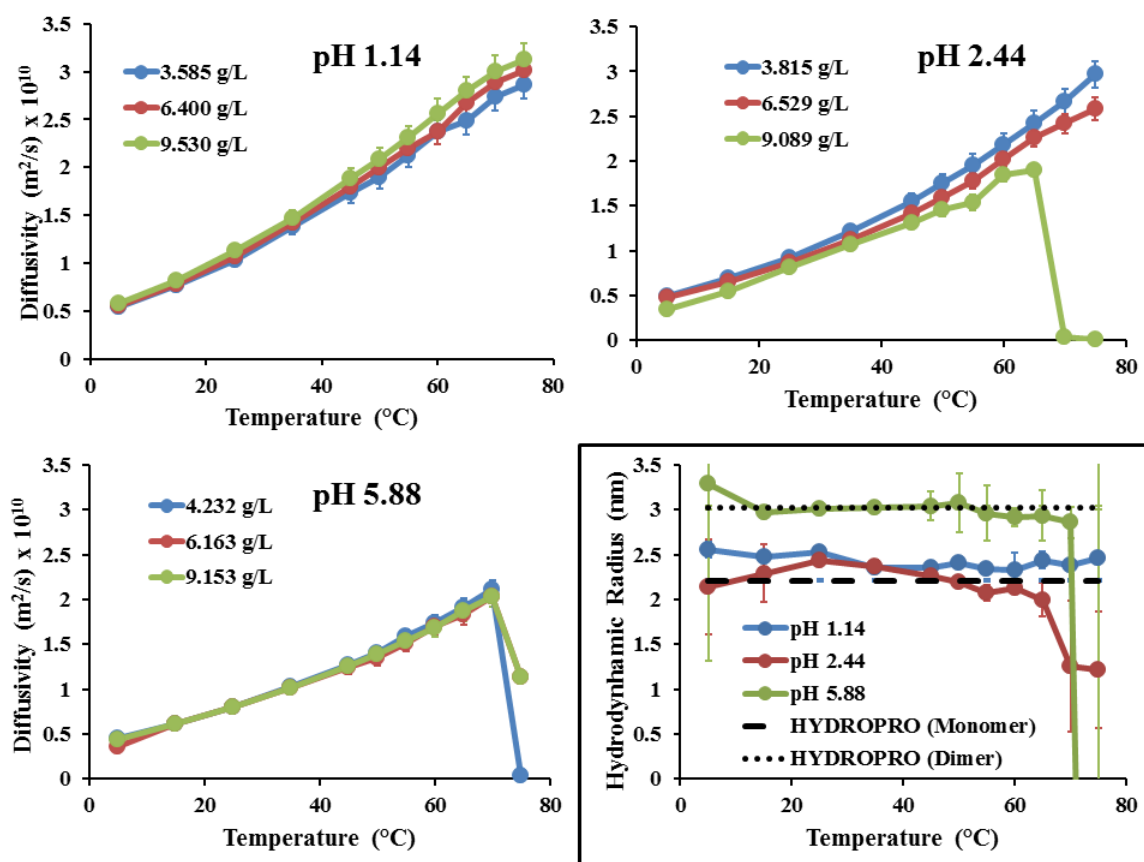 pH 1.14
3.585 g/L
6.400 g/L
9.530 g/L
Diffusivity (m²/s) x 10¹⁰
3.5
3
2.5
2
1.5
1
0.5
0
0 20 40 60 80
Temperature (°C)
pH 2.44
3.815 g/L
6.529 g/L
9.089 g/L
Diffusivity (m²/s) x 10¹⁰
3.5
3
2.5
2
1.5
1
0.5
0
0 20 40 60 80
Temperature (°C)
pH 5.88
4.232 g/L
6.163 g/L
9.153 g/L
Diffusivity (m²/s) x 10¹⁰
3.5
3
2.5
2
1.5
1
0.5
0
0 20 40 60 80
Temperature (°C)
Hydrodynhamic Radius (nm)
3.5
3
2.5
2
1.5
1
0.5
0
pH 1.14
pH 2.44
pH 5.88
HYDROPRO (Monomer)
HYDROPRO (Dimer)
0 20 40 60 80
Temperature (°C)